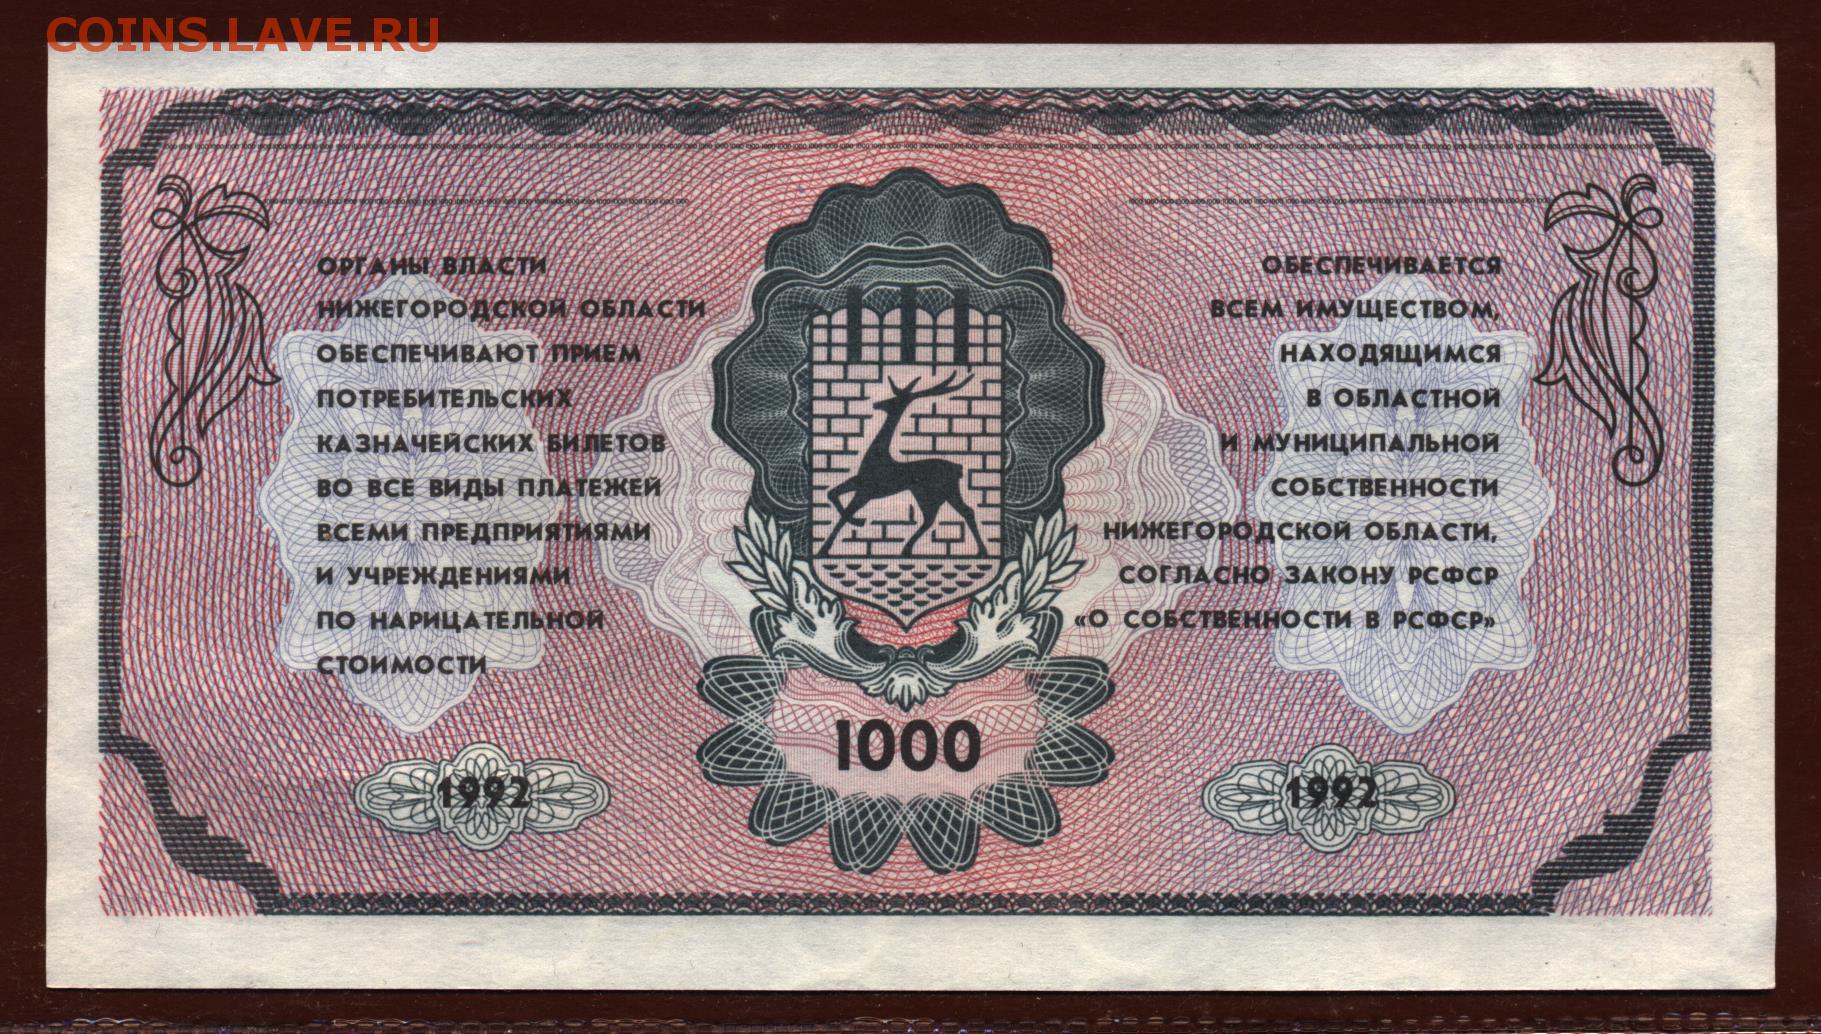 COINS.LAVE.RU
ОРГАНЫ ВЛАСТИ
НИЖЕГОРОДСКОЙ ОБЛАСТИ
ОБЕСПЕЧИВАЮТ ПРИЕМ
ПОТРЕБИТЕЛЬСКИХ
КАЗНАЧЕЙСКИХ БИЛЕТОВ
ВО ВСЕ ВИДЫ ПЛАТЕЖЕЙ
ВСЕМИ ПРЕДПРИЯТИЯМИ
И УЧРЕЖДЕНИЯМИ
ПО НАРИЦАТЕЛЬНОЙ
СТОИМОСТИ
ОБЕСПЕЧИВАЕТСЯ
ВСЕМ ИМУЩЕСТВОМ,
НАХОДЯЩИМСЯ
В ОБЛАСТНОЙ
И МУНИЦИПАЛЬНОЙ
СОБСТВЕННОСТИ
НИЖЕГОРОДСКОЙ ОБЛАСТИ,
СОГЛАСНО ЗАКОНУ РСФСР
«О СОБСТВЕННОСТИ В РСФСР»
1000
1992
1992